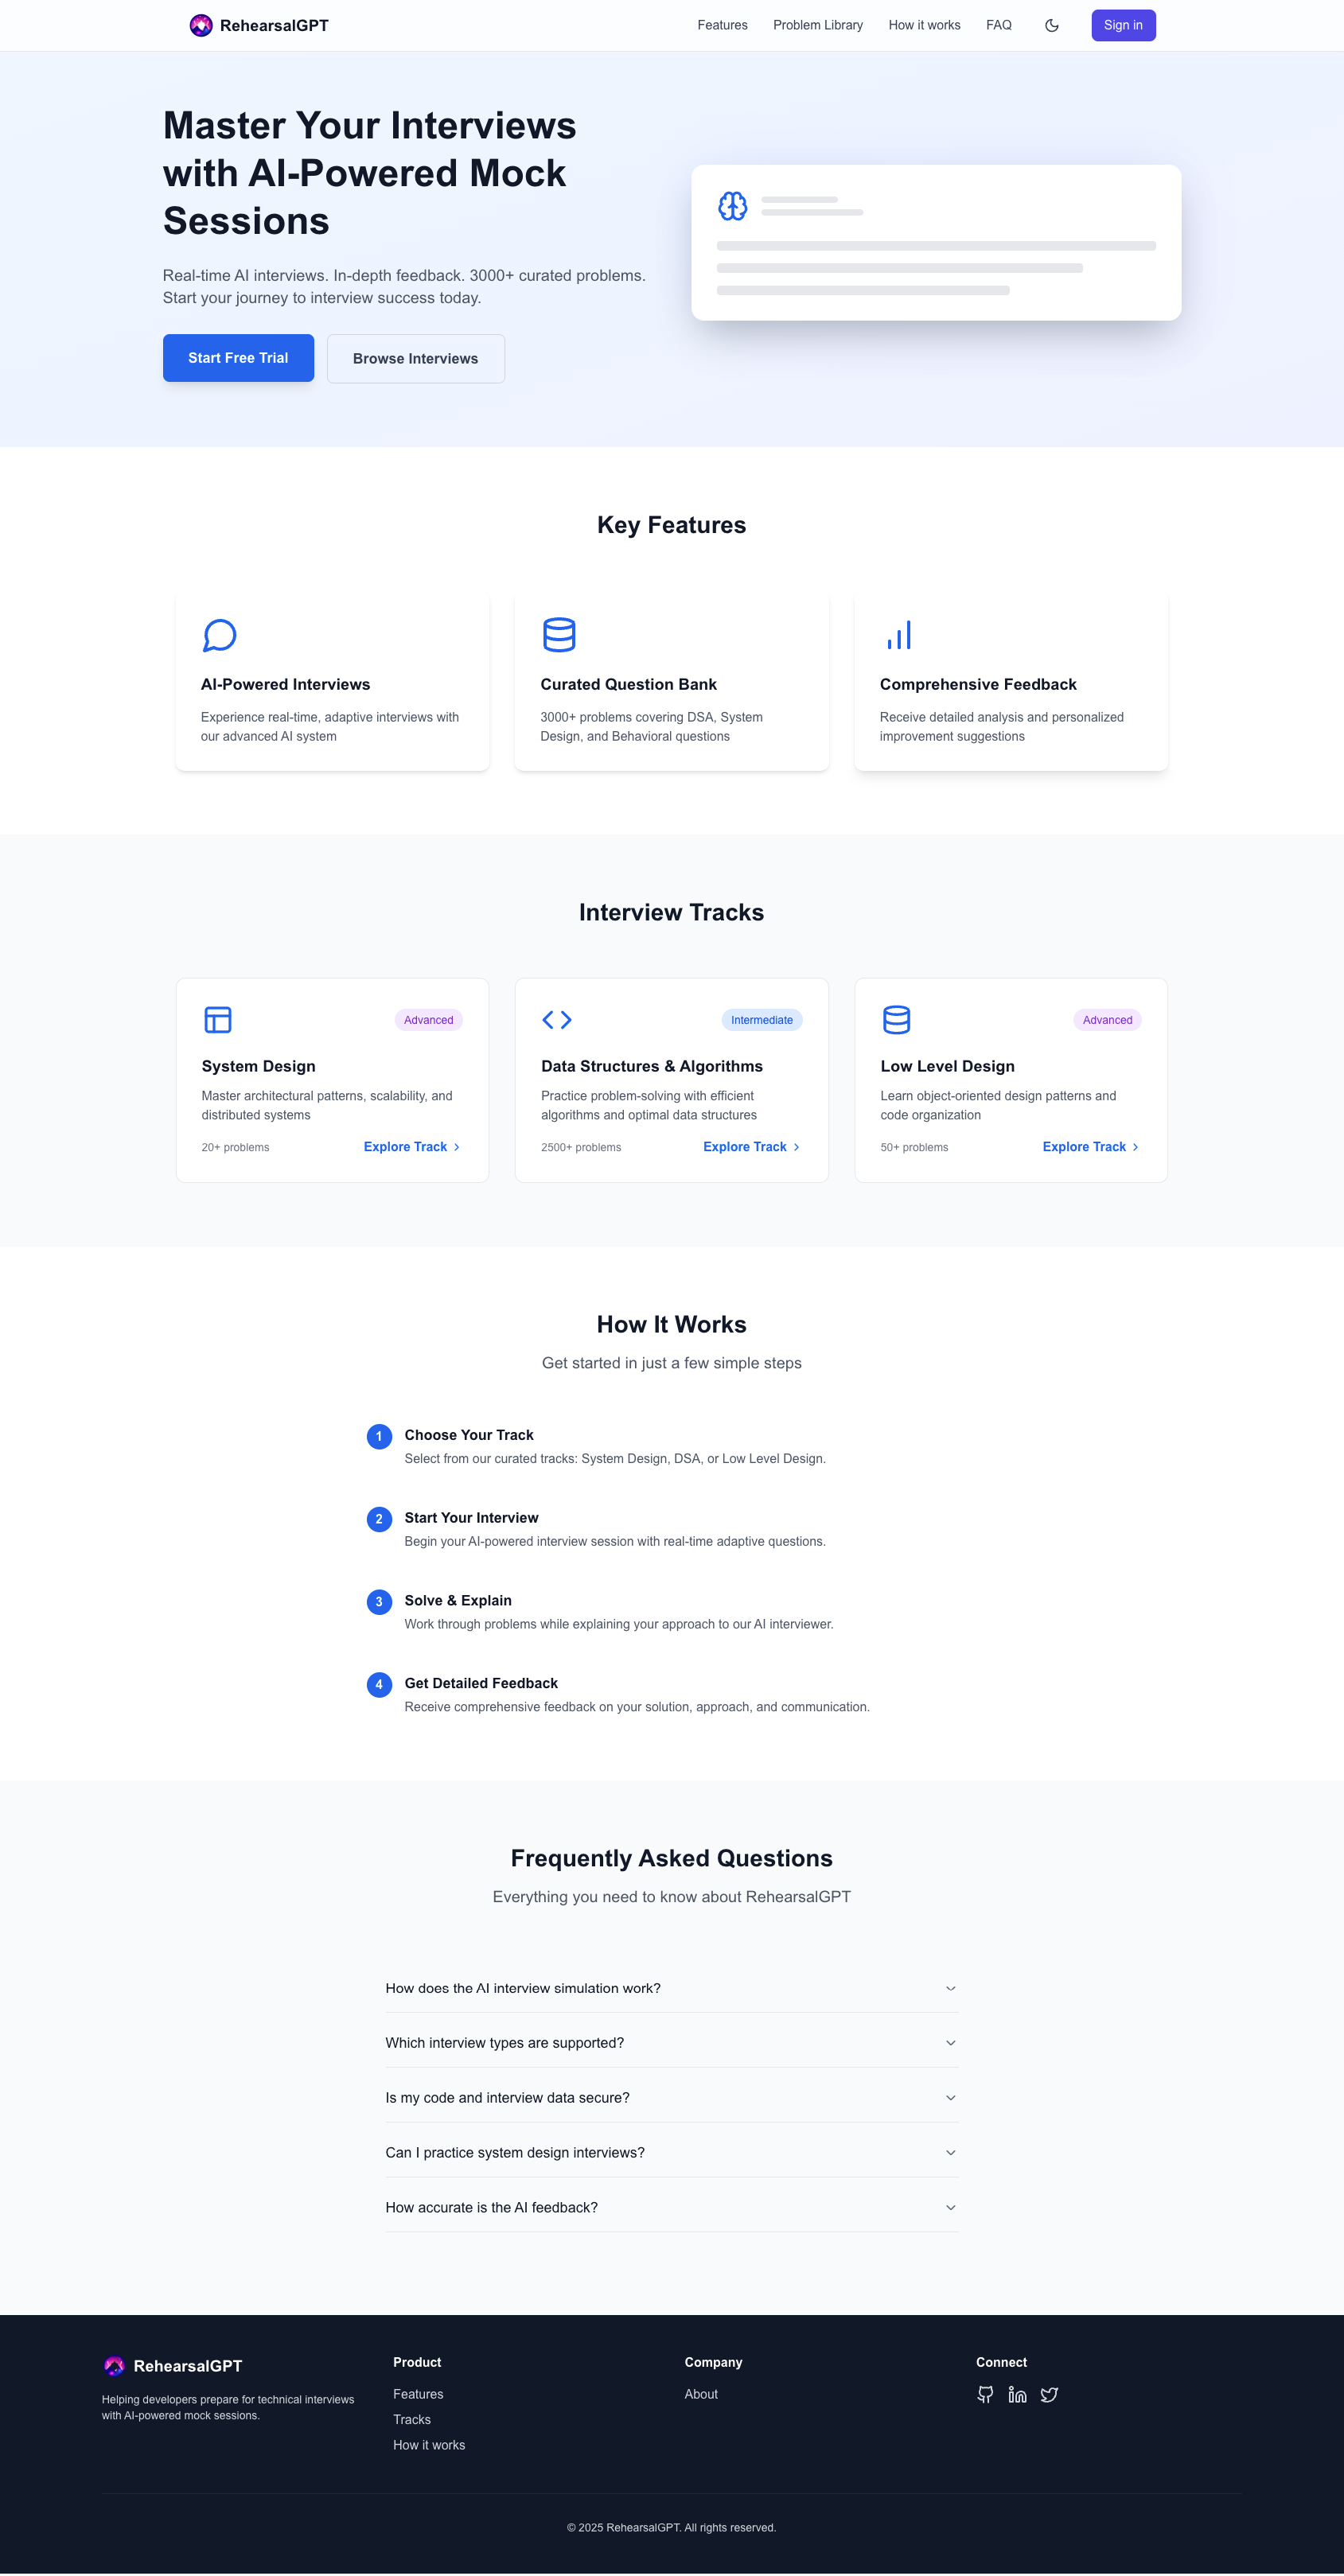 RehearsalGPT
Features
Problem Library
How it works
FAQ
Sign in
Master Your Interviews
with AI-Powered Mock
Sessions
Real-time AI interviews. In-depth feedback. 3000+ curated problems.
Start your journey to interview success today.
Start Free Trial
Browse Interviews
Key Features
AI-Powered Interviews
Experience real-time, adaptive interviews with
our advanced AI system
Curated Question Bank
3000+ problems covering DSA, System
Design, and Behavioral questions
Comprehensive Feedback
Receive detailed analysis and personalized
improvement suggestions
Interview Tracks
Advanced
System Design
Master architectural patterns, scalability, and
distributed systems
20+ problems
Explore Track
Intermediate
Data Structures & Algorithms
Practice problem-solving with efficient
algorithms and optimal data structures
2500+ problems
Explore Track
Advanced
Low Level Design
Learn object-oriented design patterns and
code organization
50+ problems
Explore Track
How It Works
Get started in just a few simple steps
1
Choose Your Track
Select from our curated tracks: System Design, DSA, or Low Level Design.
2
Start Your Interview
Begin your AI-powered interview session with real-time adaptive questions.
3
Solve & Explain
Work through problems while explaining your approach to our AI interviewer.
4
Get Detailed Feedback
Receive comprehensive feedback on your solution, approach, and communication.
Frequently Asked Questions
Everything you need to know about RehearsalGPT
How does the AI interview simulation work?
Which interview types are supported?
Is my code and interview data secure?
Can I practice system design interviews?
How accurate is the AI feedback?
RehearsalGPT
Helping developers prepare for technical interviews
with AI-powered mock sessions.
Product
Features
Tracks
How it works
Company
About
Connect
© 2025 RehearsalGPT. All rights reserved.